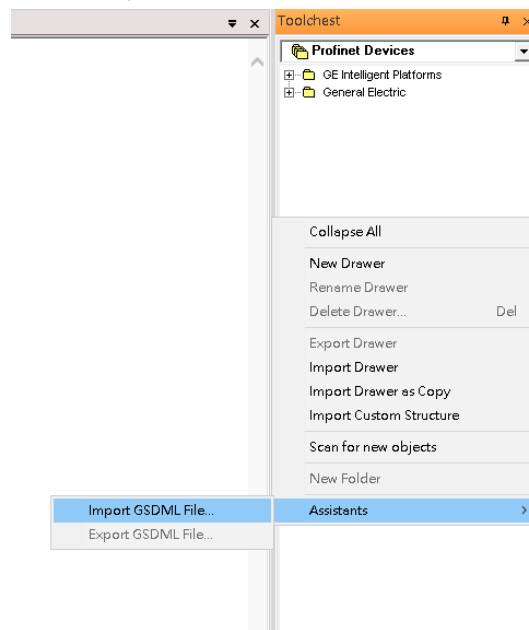 Toolchest
Profinet Devices
GE Intelligent Platforms
General Electric
Collapse All
New Drawer
Rename Drawer
Delete Drawer... Del
Export Drawer
Import Drawer
Import Drawer as Copy
Import Custom Structure
Scan for new objects
New Folder
Import GSDML File... Assistants
Export GSDML File...